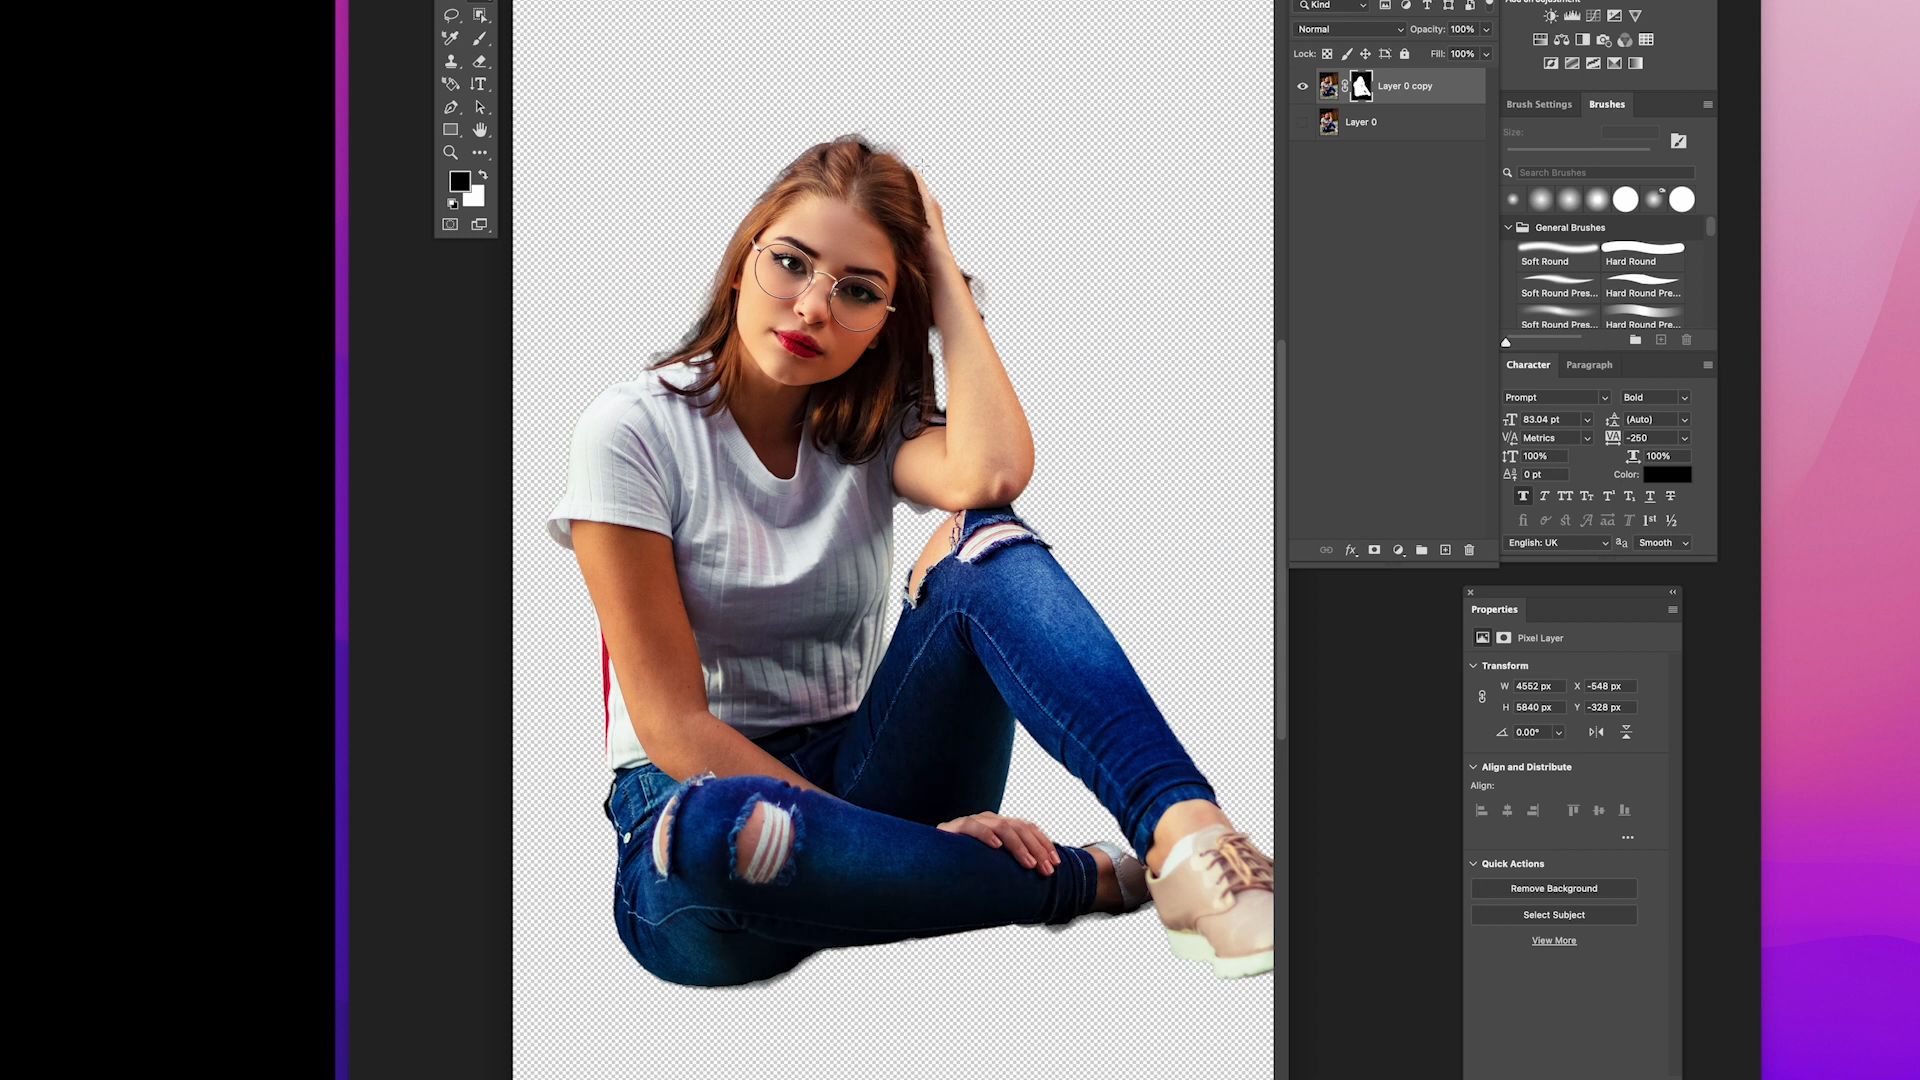 Kind
Add an adjustment
Normal
Opacity: 100%
Lock:
Fill: 100%
Layer 0 copy
Layer 0
Brush Settings
Brushes
Size:
Search Brushes
General Brushes
Soft Round
Hard Round
Soft Round Pres...
Hard Round Pre...
Soft Round Pres...
Hard Round Pre...
Character
Paragraph
Prompt
Bold
83.04 pt
(Auto)
Metrics
-250
100%
100%
0 pt
Color:
English: UK
Smooth
Properties
Pixel Layer
Transform
W 4552 px X -548 px
H 5840 px Y -328 px
0.00°
Align and Distribute
Align:
Quick Actions
Remove Background
Select Subject
View More